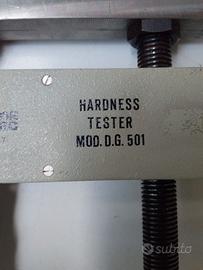 HARDNESS
TESTER
MOD. D.G. 501
subito